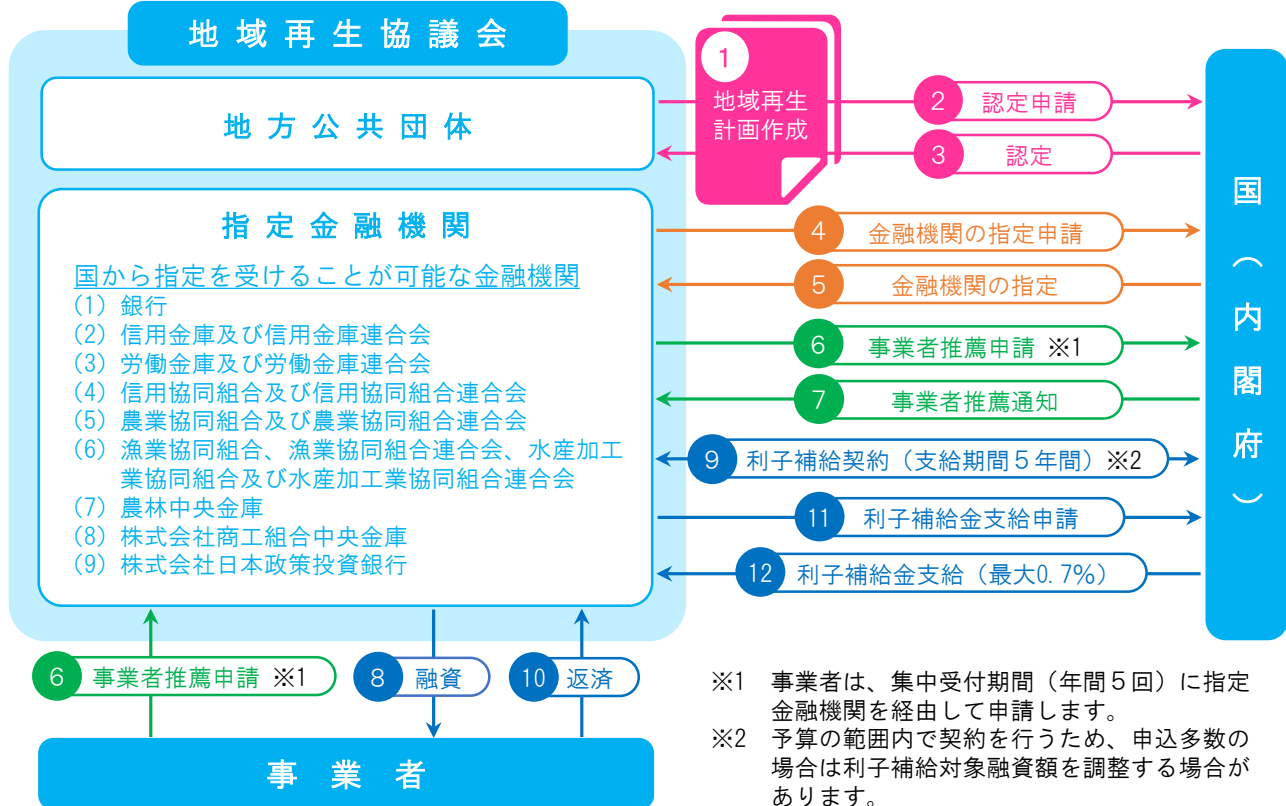 地域再生協議会
地方公共団体
1
地域再生
計画作成
2 認定申請
3 認定
国（内閣府）
指定金融機関
国から指定を受けることが可能な金融機関
(1) 銀行
(2) 信用金庫及び信用金庫連合会
(3) 労働金庫及び労働金庫連合会
(4) 信用協同組合及び信用協同組合連合会
(5) 農業協同組合及び農業協同組合連合会
(6) 漁業協同組合、漁業協同組合連合会、水産加工
業協同組合及び水産加工業協同組合連合会
(7) 農林中央金庫
(8) 株式会社商工組合中央金庫
(9) 株式会社日本政策投資銀行
4 金融機関の指定申請
5 金融機関の指定
6 事業者推薦申請 ※1
7 事業者推薦通知
9 利子補給契約（支給期間５年間）※2
11 利子補給金支給申請
12 利子補給金支給（最大0.7%）
6 事業者推薦申請 ※1
8 融資
10 返済
事業者
※1 事業者は、集中受付期間（年間５回）に指定
金融機関を経由して申請します。
※2 予算の範囲内で契約を行うため、申込多数の
場合は利子補給対象融資額を調整する場合が
あります。